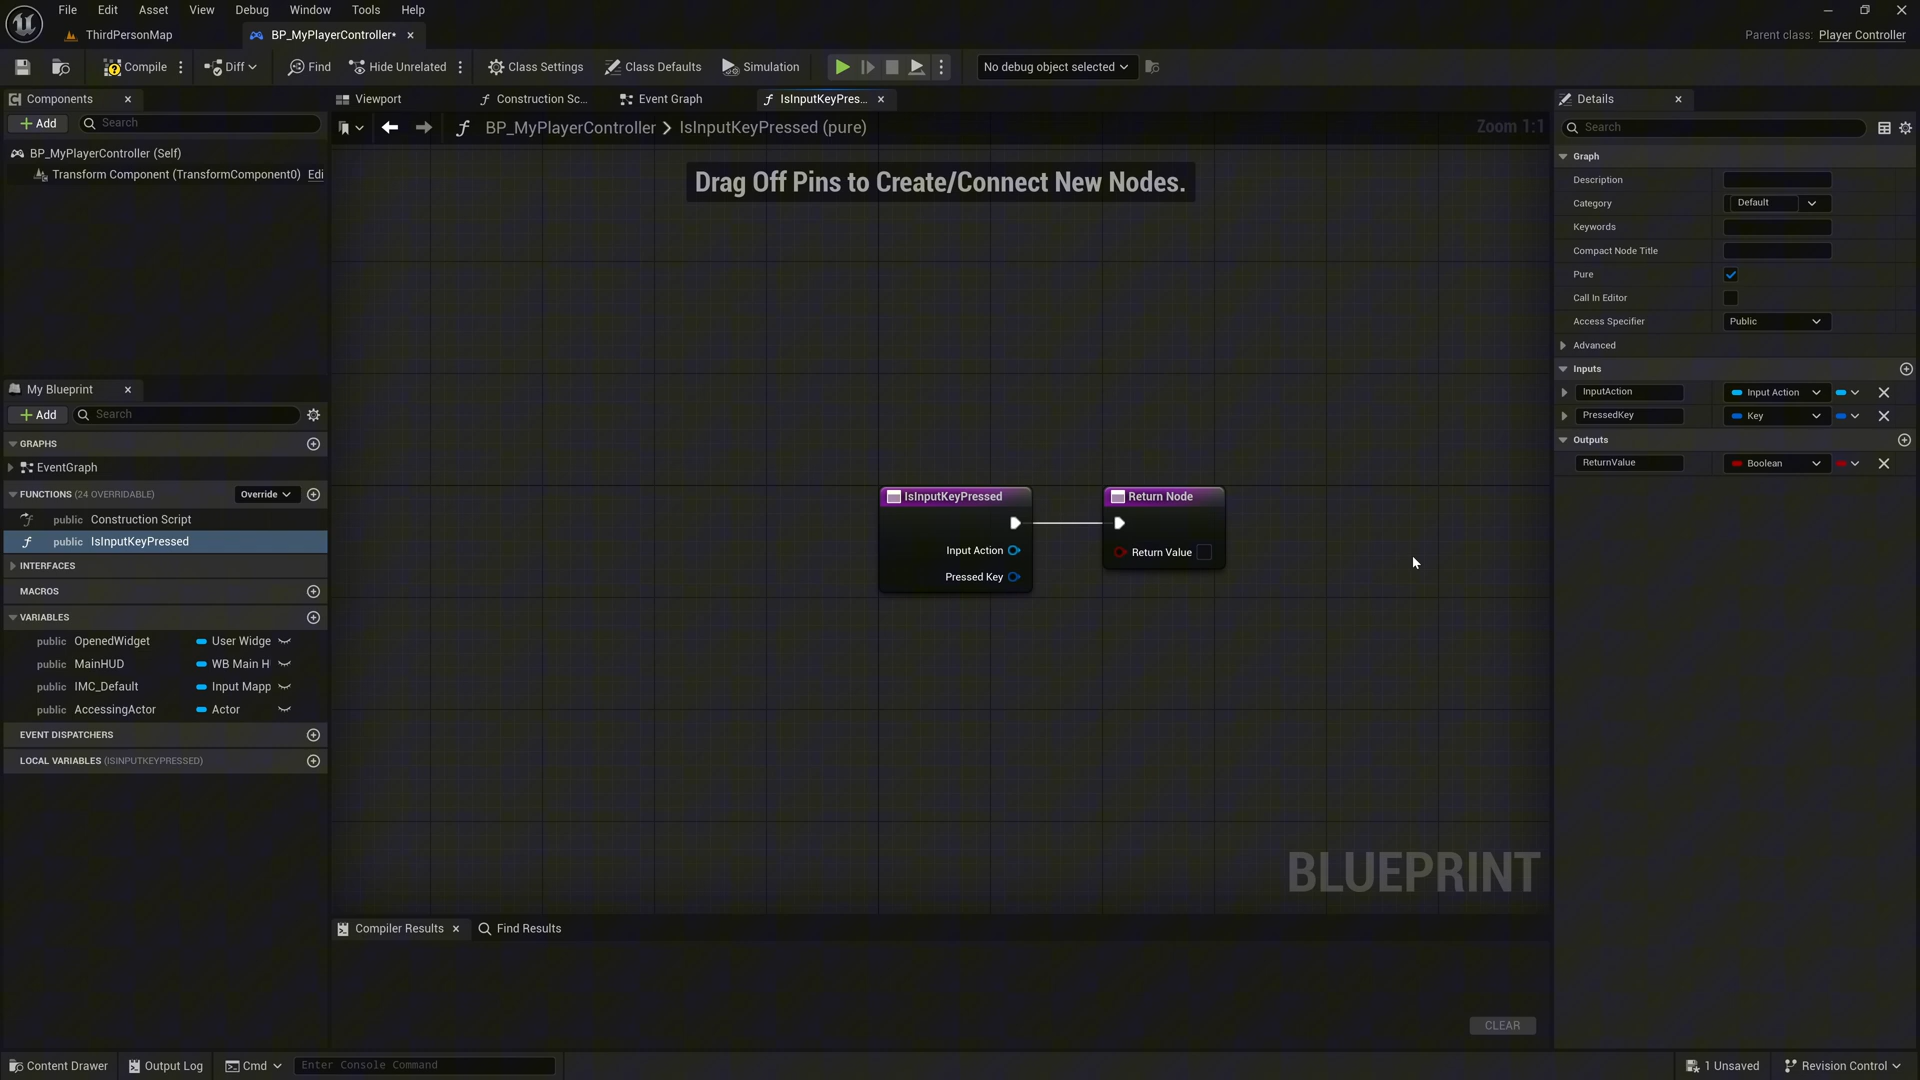 File Edit Asset View Debug Window Tools Help
ThirdPersonMap
BP_MyPlayerController*
Parent class: Player Controller
Compile
Diff
Find
Hide Unrelated
Class Settings
Class Defaults
Simulation
No debug object selected
Components
Add
Search
BP_MyPlayerController (Self)
Transform Component (TransformComponent0) Edi
Viewport
Construction Sc...
Event Graph
IsInputKeyPres...
BP_MyPlayerController > IsInputKeyPressed (pure)
Zoom 1:1
Drag Off Pins to Create/Connect New Nodes.
IsInputKeyPressed
Input Action
Pressed Key
Return Node
Return Value
BLUEPRINT
My Blueprint
Add
Search
GRAPHS
EventGraph
FUNCTIONS (24 OVERRIDABLE)
Override
public Construction Script
public IsInputKeyPressed
INTERFACES
MACROS
VARIABLES
public OpenedWidget User Widge
public MainHUD WB Main H
public IMC_Default Input Mapp
public AccessingActor Actor
EVENT DISPATCHERS
LOCAL VARIABLES (ISINPUTKEYPRESSED)
Compiler Results
Find Results
CLEAR
Details
Search
Graph
Description
Category Default
Keywords
Compact Node Title
Pure
Call In Editor
Access Specifier Public
Advanced
Inputs
InputAction Input Action
PressedKey Key
Outputs
ReturnValue Boolean
Content Drawer
Output Log
Cmd
Enter Console Command
1 Unsaved
Revision Control